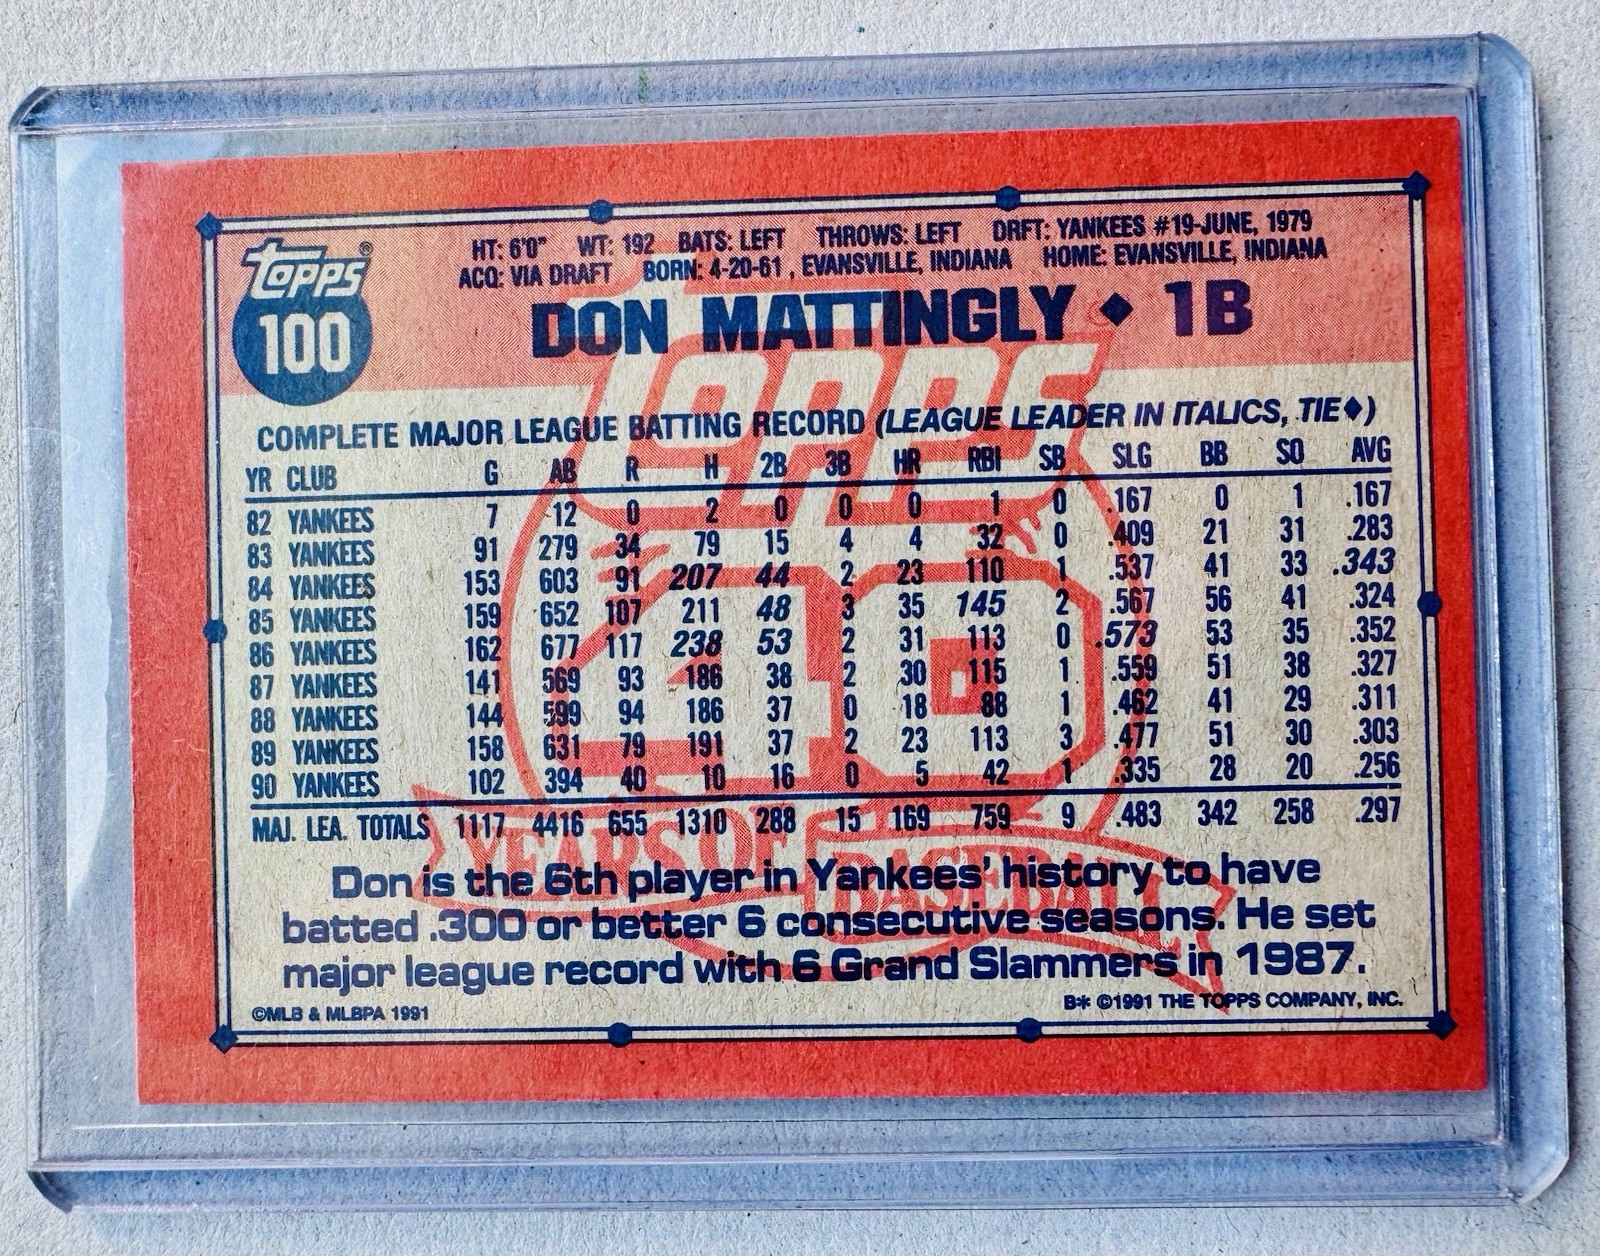 Topps®
100
HT: 6'0" WT: 192 BATS: LEFT THROWS: LEFT DRFT: YANKEES #19-JUNE, 1979
ACQ: VIA DRAFT BORN: 4-20-61, EVANSVILLE, INDIANA HOME: EVANSVILLE, INDIANA
DON MATTINGLY ◆ 1B
COMPLETE MAJOR LEAGUE BATTING RECORD (LEAGUE LEADER IN ITALICS, TIE◆)
YR CLUB G AB R H 2B 3B HR RBI SB SLG BB SO AVG
82 YANKEES 7 12 0 2 0 0 0 1 0 .167 0 1 .167
83 YANKEES 91 279 34 79 15 4 4 32 0 .409 21 31 .283
84 YANKEES 153 603 91 207 44 2 23 110 1 .537 41 33 .343
85 YANKEES 159 652 107 211 48 3 35 145 2 .567 56 41 .324
86 YANKEES 162 677 117 238 53 2 31 113 0 .573 53 35 .352
87 YANKEES 141 569 93 186 38 2 30 115 1 .559 51 38 .327
88 YANKEES 144 599 94 186 37 0 18 88 1 .462 41 29 .311
89 YANKEES 158 631 79 191 37 2 23 113 3 .477 51 30 .303
90 YANKEES 102 394 40 10 16 0 5 42 1 .335 28 20 .256
MAJ. LEA. TOTALS 1117 4416 655 1310 288 15 169 759 9 .483 342 258 .297
Topps
40
YEARS OF BASEBALL
Don is the 6th player in Yankees' history to have
batted .300 or better 6 consecutive seasons. He set
major league record with 6 Grand Slammers in 1987.
©MLB & MLBPA 1991 B* ©1991 THE TOPPS COMPANY, INC.